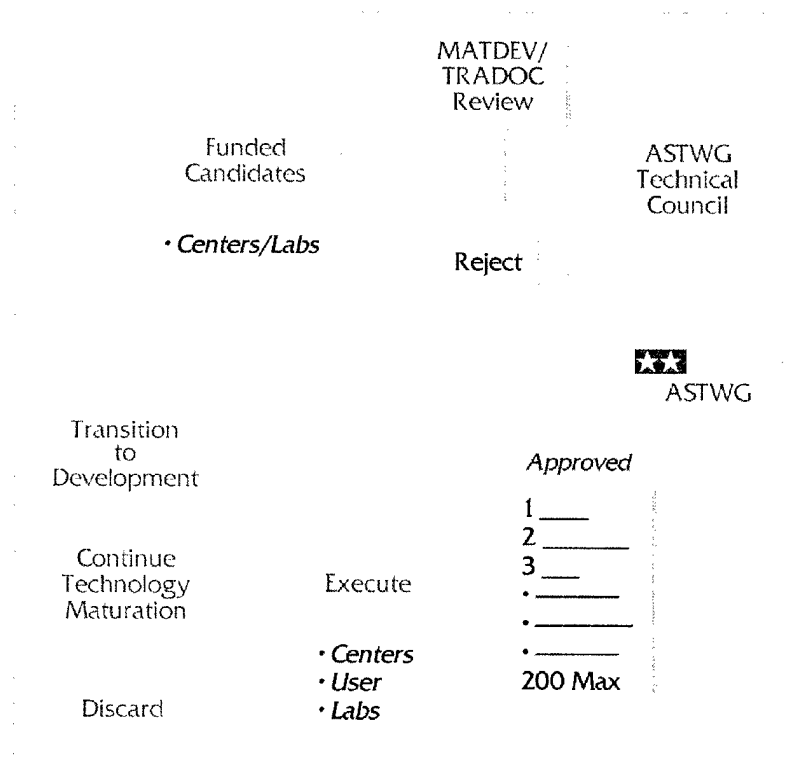 MATDEV/
TRADOC
Review
Funded
Candidates
ASTWG
Technical
Council
• Centers/Labs
Reject
ASTWG
Transition
to
Development
Approved
1
2
3
•
•
•
200 Max
Continue
Technology
Maturation
Execute
• Centers
• User
• Labs
Discard